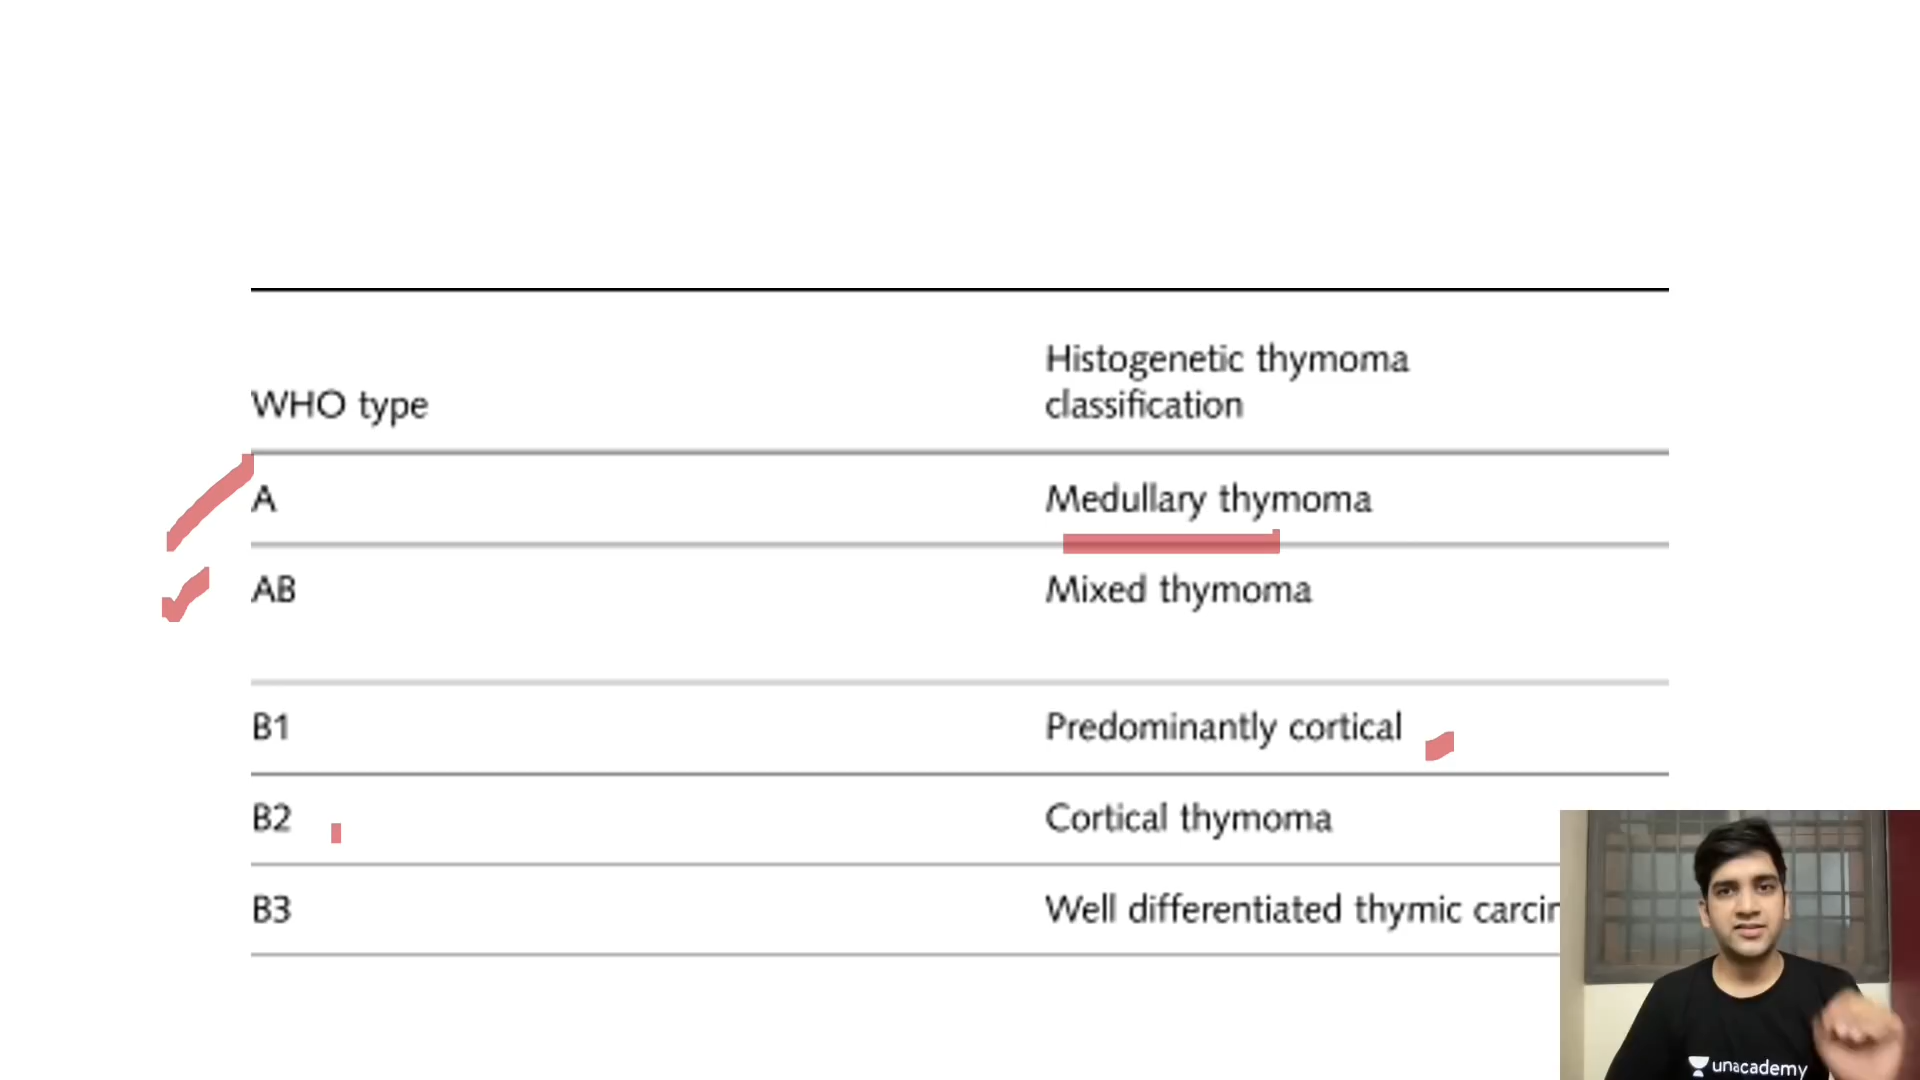 Histogenetic thymoma
WHO type classification
A Medullary thymoma
AB Mixed thymoma
B1 Predominantly cortical
B2 Cortical thymoma
B3 Well differentiated thymic
unacademy